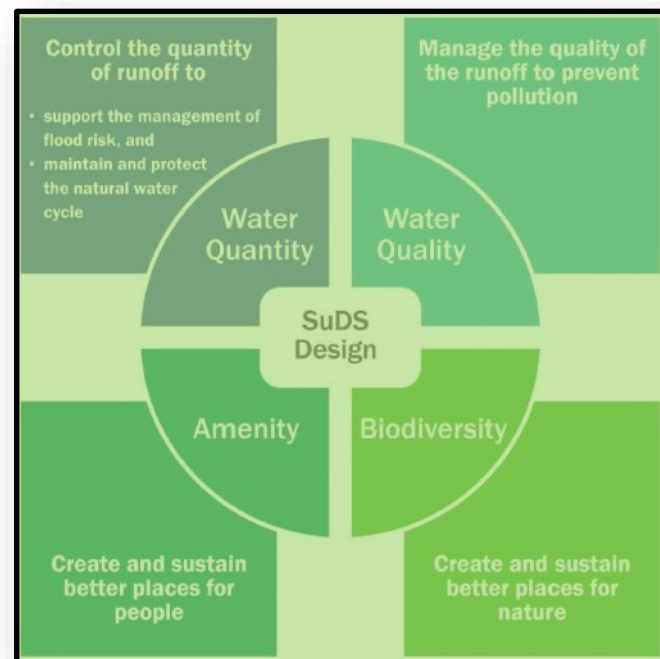 Control the quantity
of runoff to
• support the management of
flood risk, and
• maintain and protect
the natural water
cycle
Manage the quality of
the runoff to prevent
pollution
Water
Quantity
Water
Quality
SuDS
Design
Amenity
Biodiversity
Create and sustain
better places for
people
Create and sustain
better places for
nature